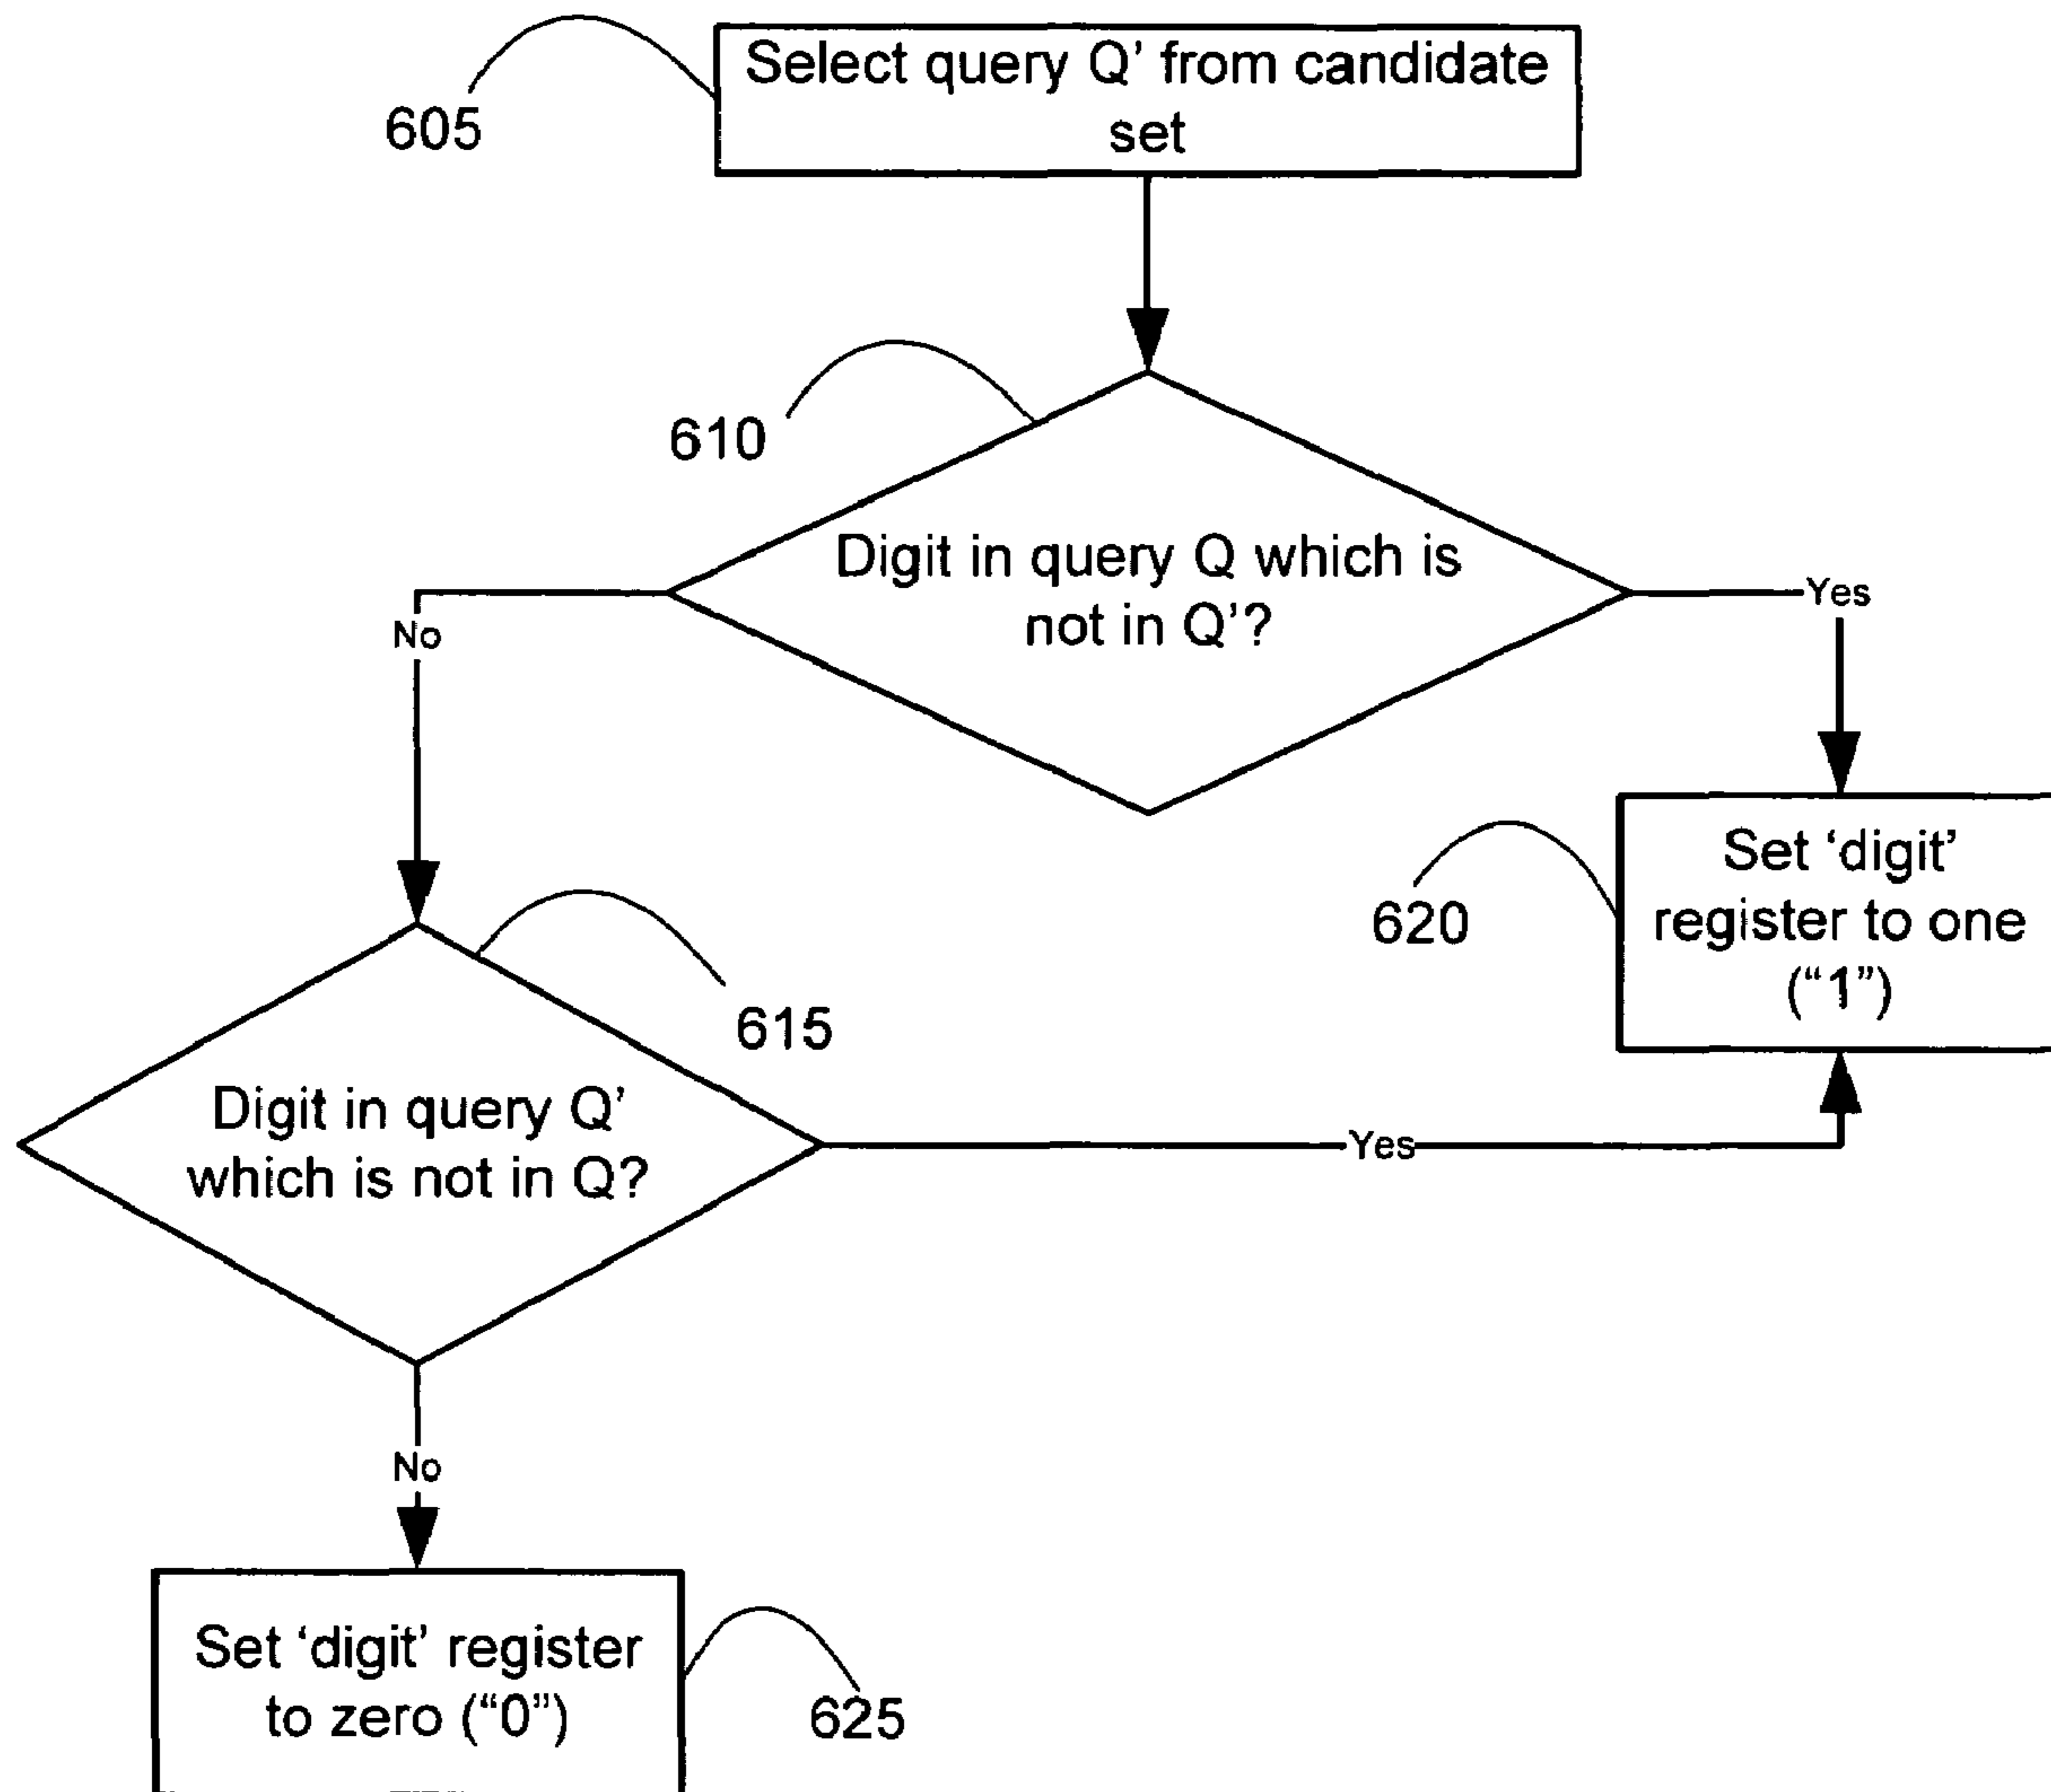 Select query Q’ from candidate
set
605
610
Digit in query Q which is
not in Q’?
Yes
No
Set ‘digit’
register to one
(“1”)
620
615
Digit in query Q’
which is not in Q?
Yes
No
Set ‘digit’ register
to zero (“0”)
625